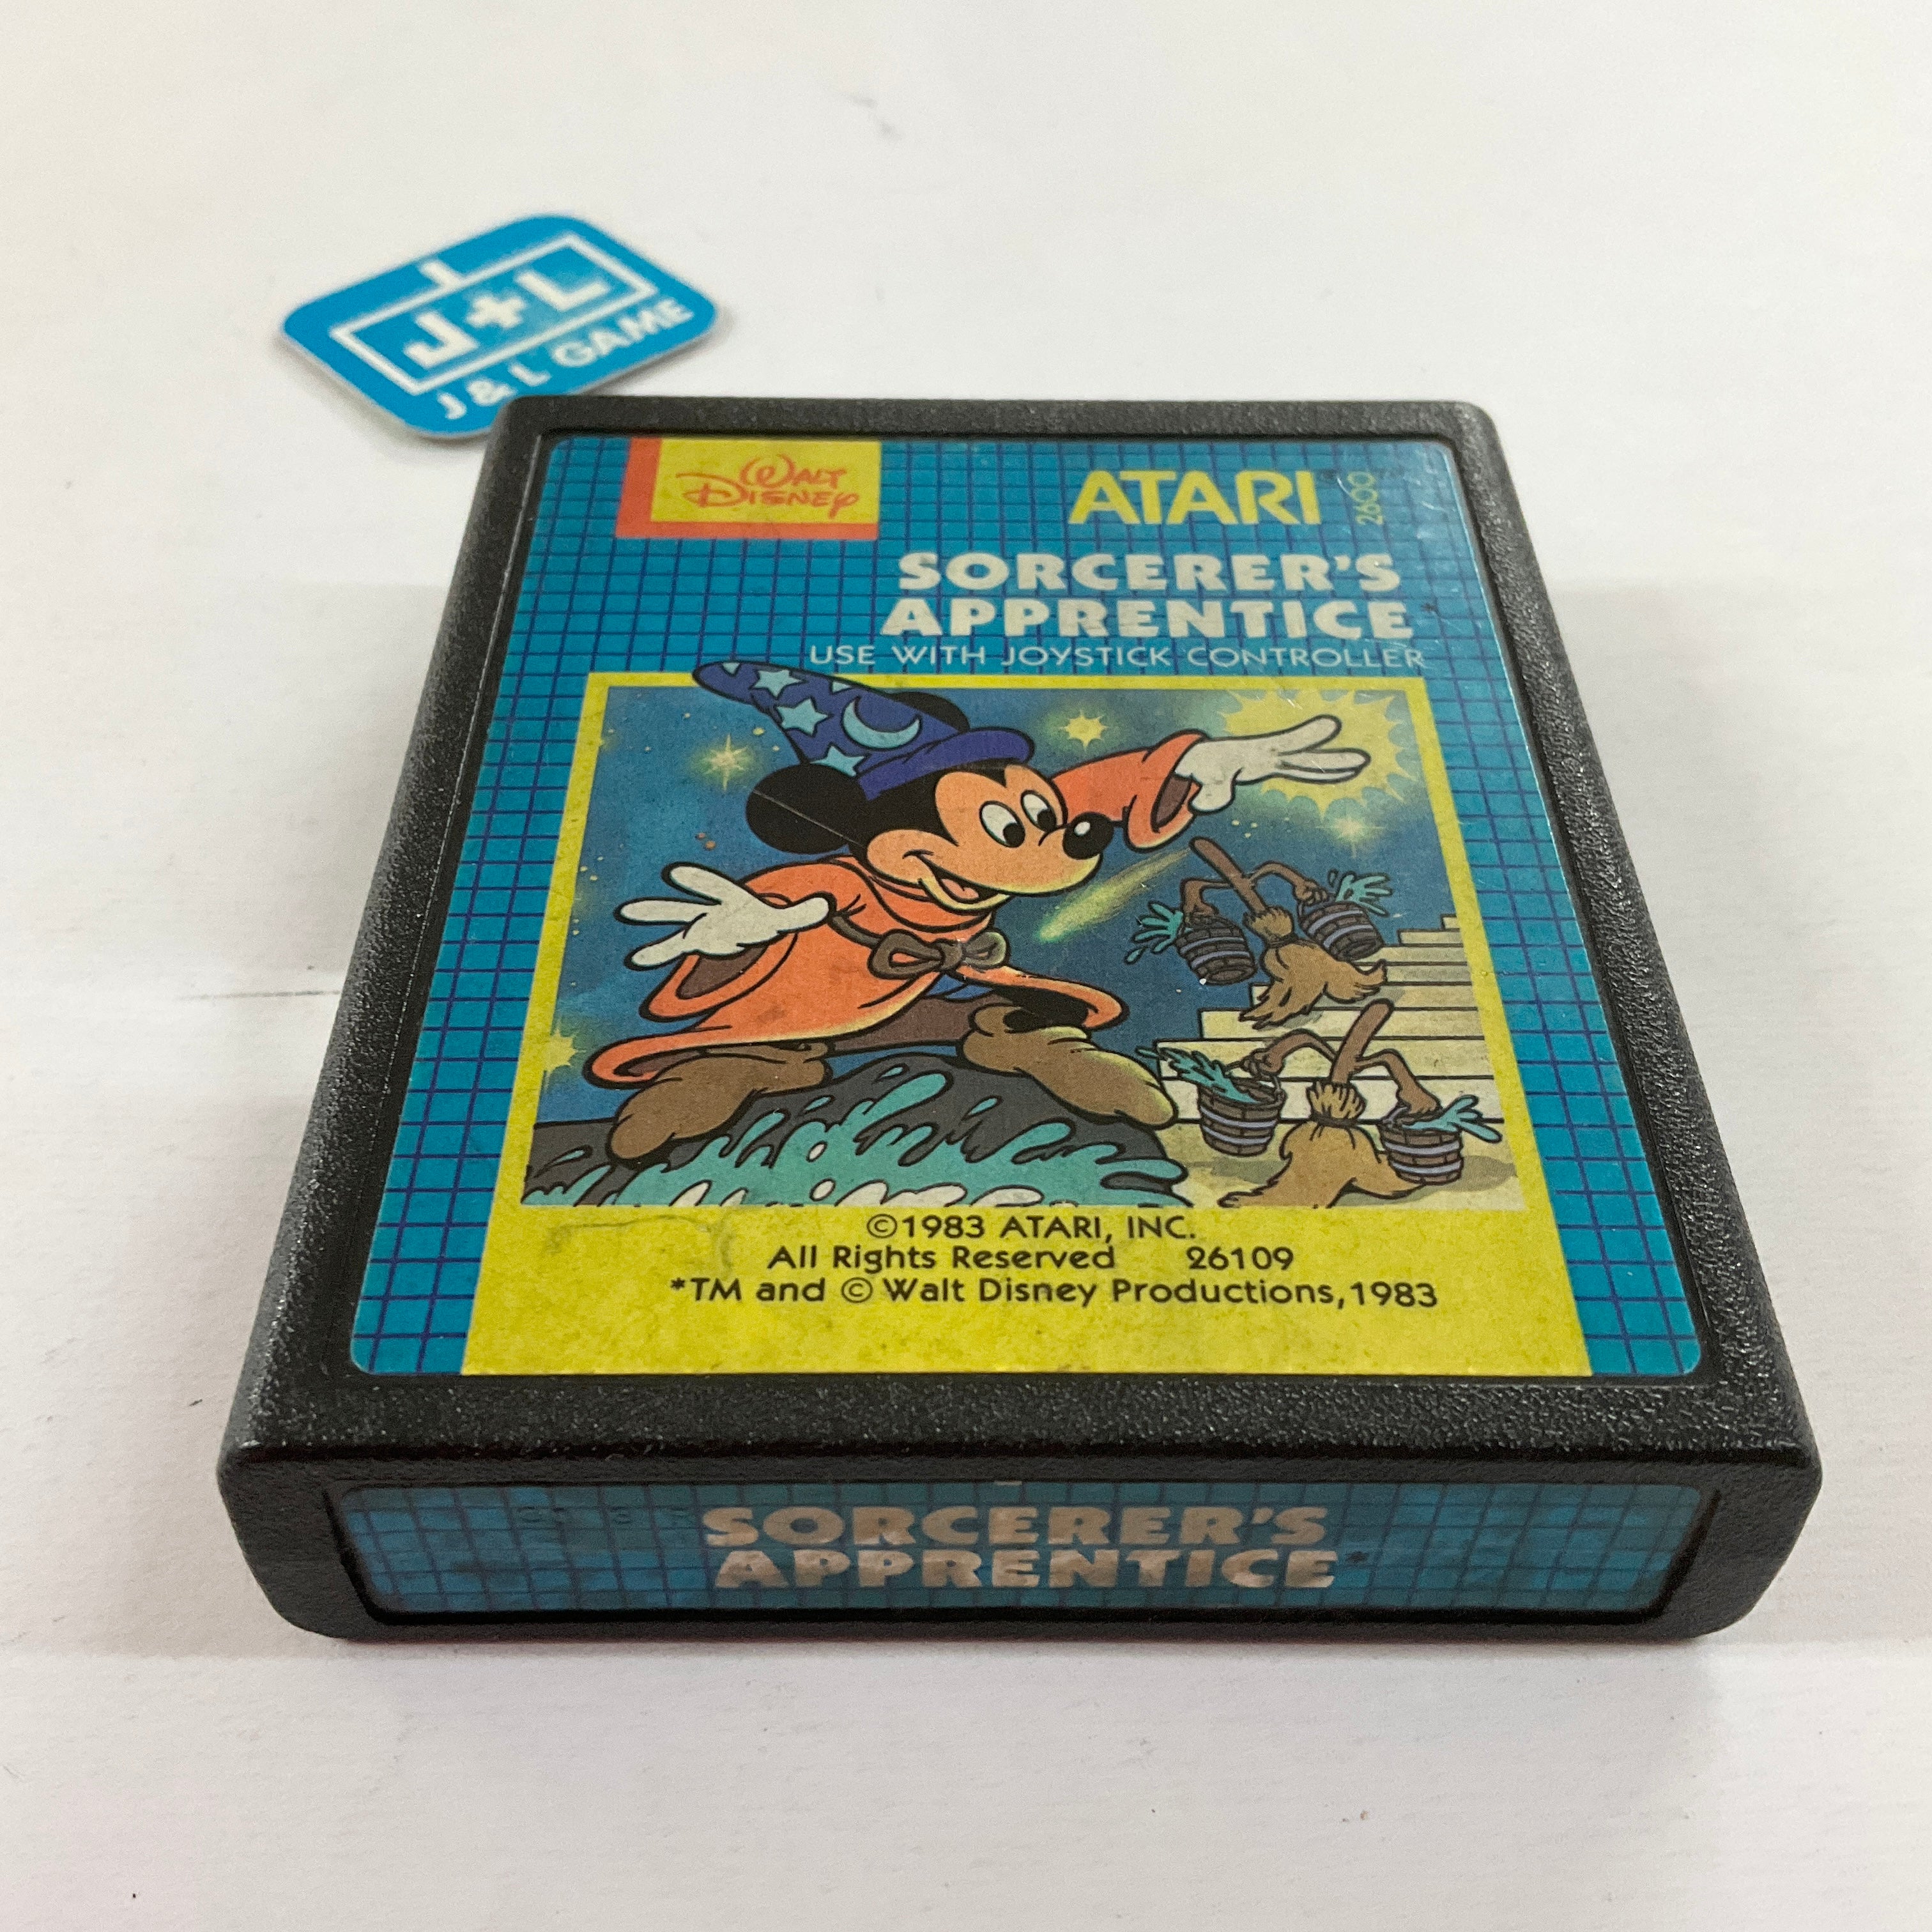 J+L
J & L GAME
WALT
DISNEY
ATARI 2600™
SORCERER'S
APPRENTICE*
USE WITH JOYSTICK CONTROLLER
©1983 ATARI, INC.
All Rights Reserved 26109
*TM and © Walt Disney Productions, 1983
SORCERER'S
APPRENTICE*